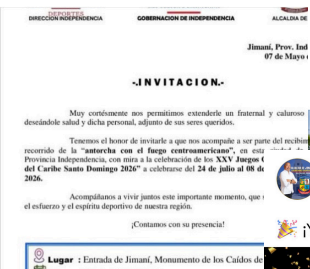 DEPORTES
DIRECCION INDEPENDENCIA
GOBERNACION DE INDEPENDENCIA
ALCALDIA DE
Jimaní, Prov. Ind
07 de Mayo
-.I N V I T A C I O N.-
Muy cortésmente nos permitimos extenderle un fraternal y caluroso
deseándole salud y dicha personal, adjunto de sus seres queridos.
Tenemos el honor de invitarle a que nos acompañe a ser parte del recibim
recorrido de la "antorcha con el fuego centroamericano", en esta
Provincia Independencia, con mira a la celebración de los XXV Juegos
del Caribe Santo Domingo 2026" a celebrarse del 24 de julio al 08 de
2026.
Acompáñanos a vivir juntos este importante momento, que
el esfuerzo y el espíritu deportivo de nuestra región.
¡Contamos con su presencia!
Lugar : Entrada de Jimaní, Monumento de los Caídos de